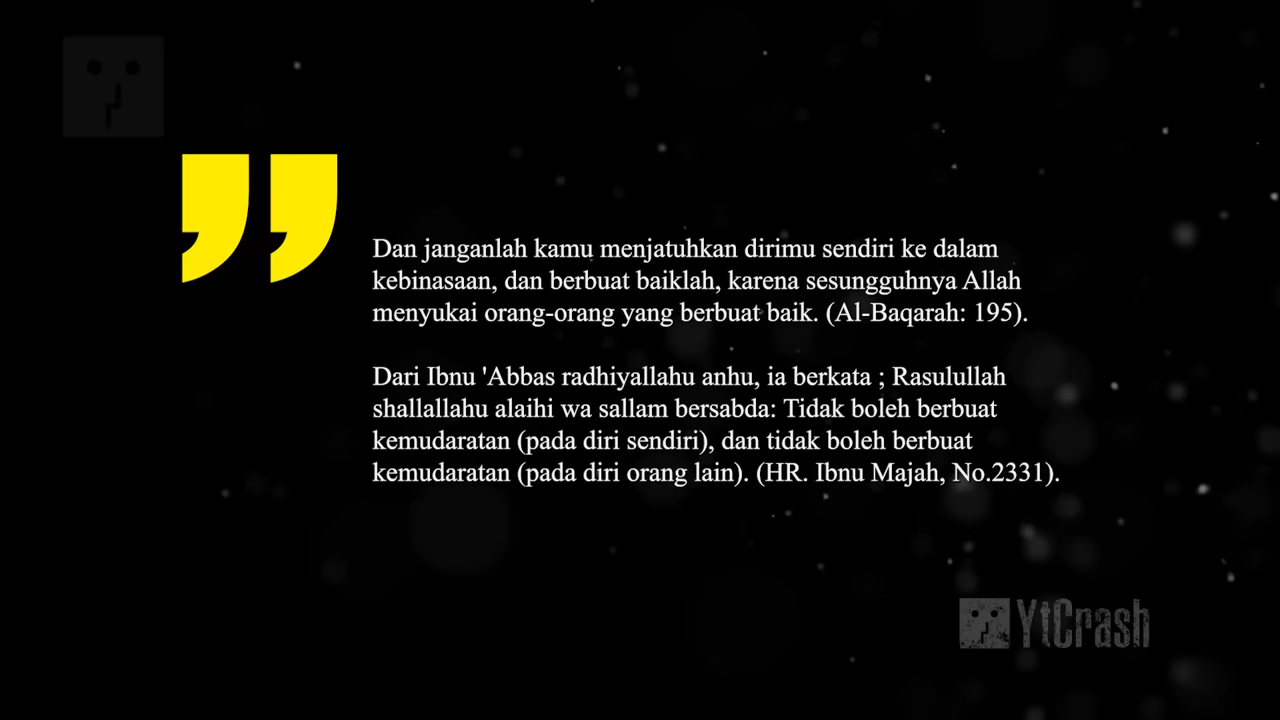 Dan janganlah kamu menjatuhkan dirimu sendiri ke dalam
kebinasaan, dan berbuat baiklah, karena sesungguhnya Allah
menyukai orang-orang yang berbuat baik. (Al-Baqarah: 195).
Dari Ibnu 'Abbas radhiyallahu anhu, ia berkata ; Rasulullah
shallallahu alaihi wa sallam bersabda: Tidak boleh berbuat
kemudaratan (pada diri sendiri), dan tidak boleh berbuat
kemudaratan (pada diri orang lain). (HR. Ibnu Majah, No.2331).
YtCrash